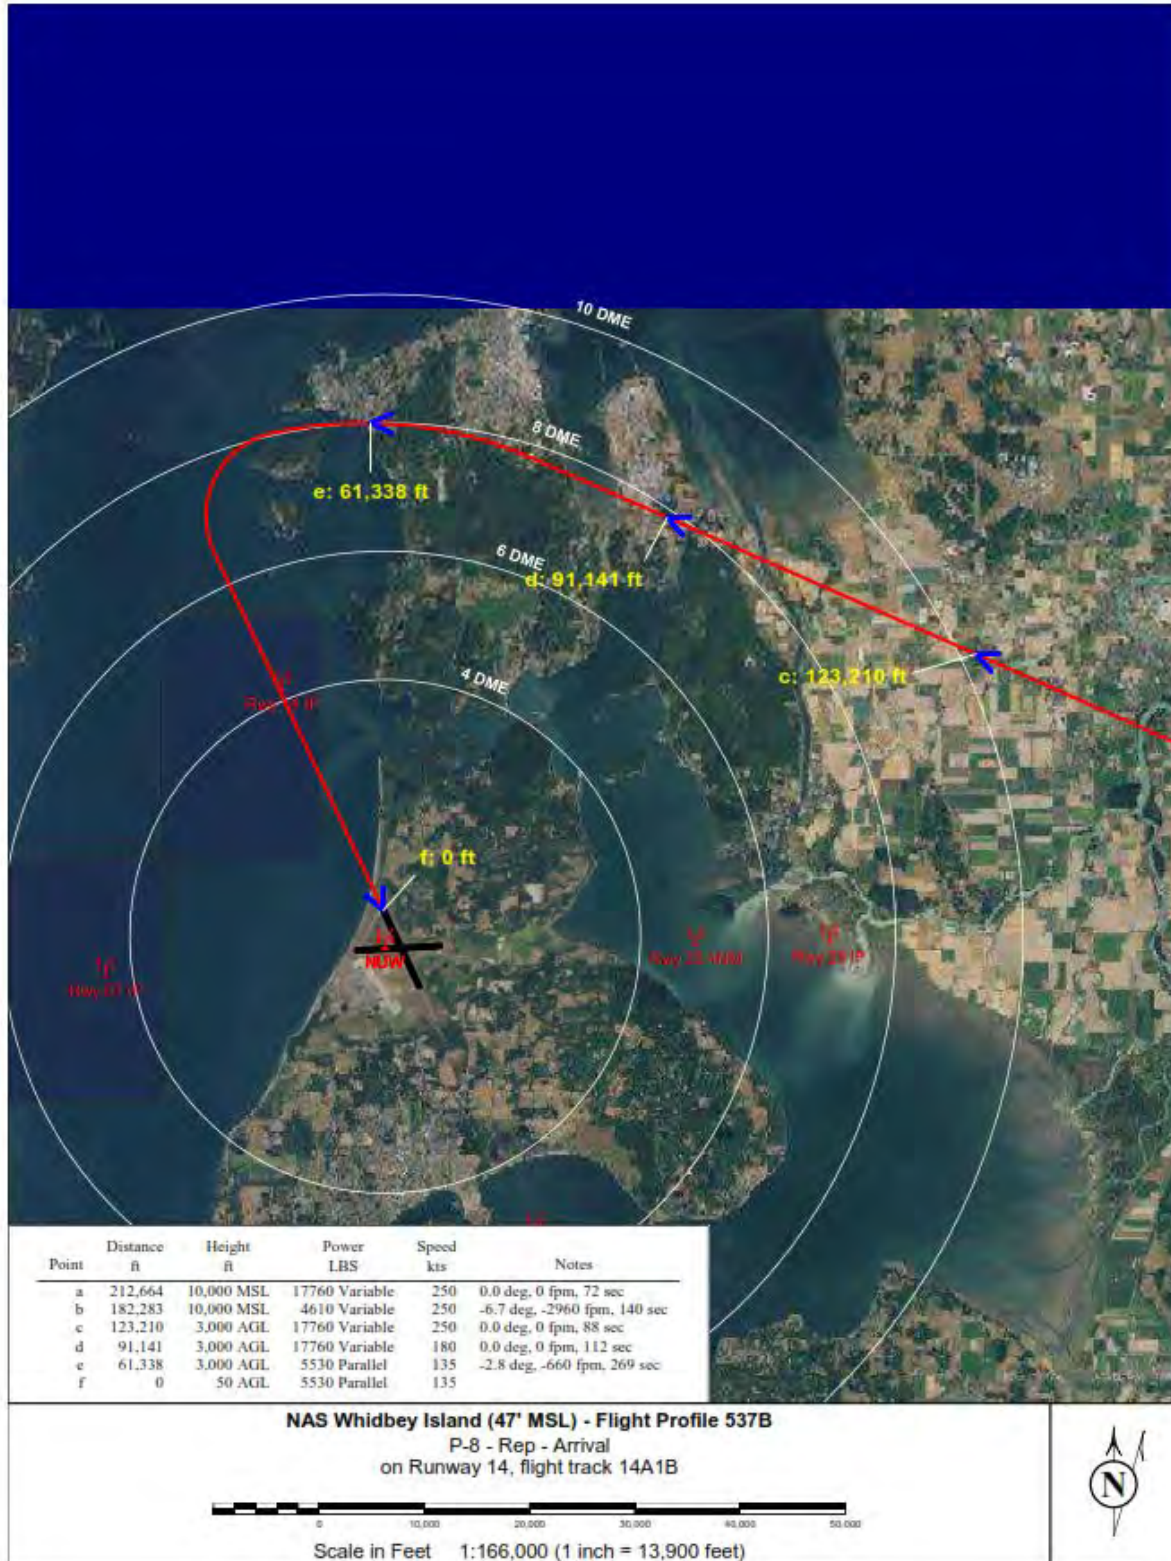 10 DME
8 DME
e: 61,338 ft
6 DME
d: 91,141 ft
4 DME
c: 123,210 ft
f: 0 ft
NUW
Point Distance ft Height ft Power LBS Speed kts Notes
a 212,664 10,000 MSL 17760 Variable 250 0.0 deg, 0 fpm, 72 sec
b 182,283 10,000 MSL 4610 Variable 250 -6.7 deg, -2960 fpm, 140 sec
c 123,210 3,000 AGL 17760 Variable 250 0.0 deg, 0 fpm, 88 sec
d 91,141 3,000 AGL 17760 Variable 180 0.0 deg, 0 fpm, 112 sec
e 61,338 3,000 AGL 5530 Parallel 135 -2.8 deg, -660 fpm, 269 sec
f 0 50 AGL 5530 Parallel 135
NAS Whidbey Island (47' MSL) - Flight Profile 537B
P-8 - Rep - Arrival
on Runway 14, flight track 14A1B
0 10,000 20,000 30,000 40,000 50,000
Scale in Feet 1:166,000 (1 inch = 13,900 feet)
N